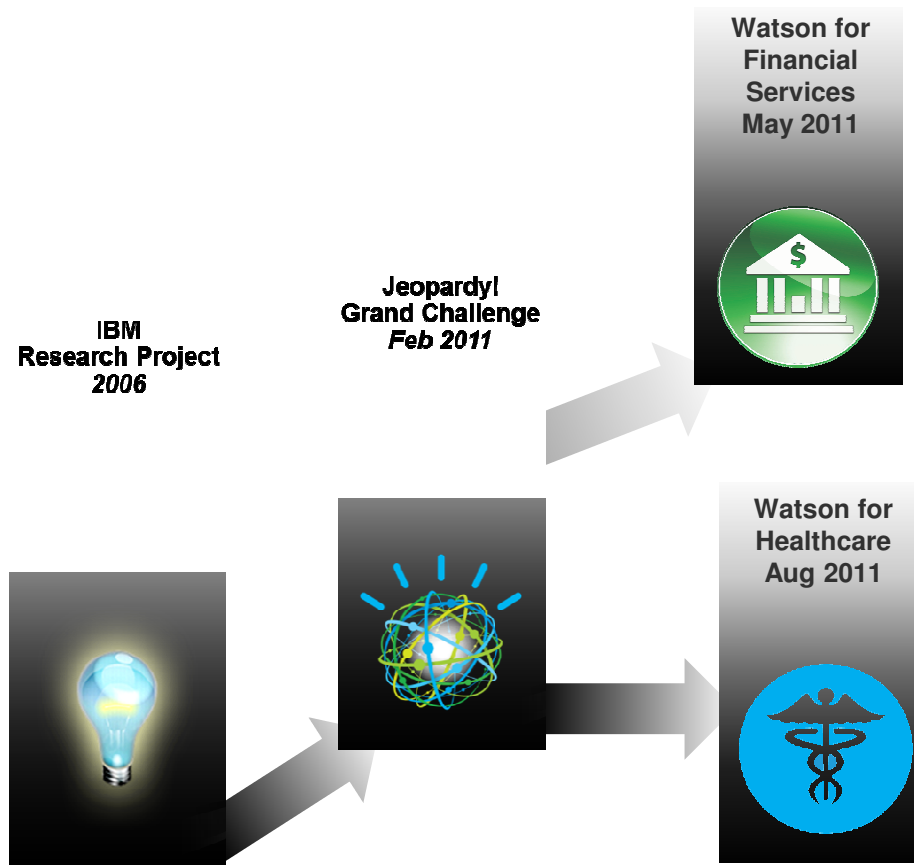 IBM
Research Project
2006
Jeopardy!
Grand Challenge
Feb 2011
Watson for
Financial
Services
May 2011
$
Watson for
Healthcare
Aug 2011